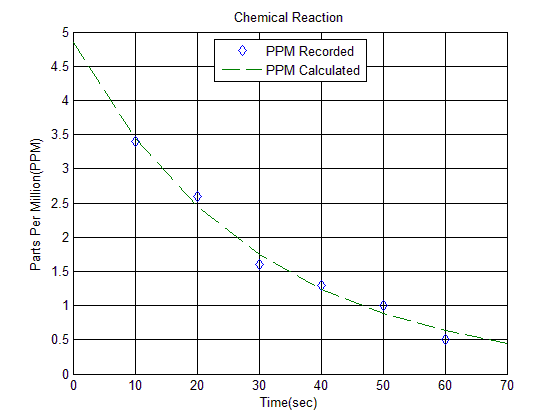 Chemical Reaction
PPM Recorded
PPM Calculated
5
4.5
4
3.5
3
2.5
2
1.5
1
0.5
0
Parts Per Million(PPM)
0 10 20 30 40 50 60 70
Time(sec)